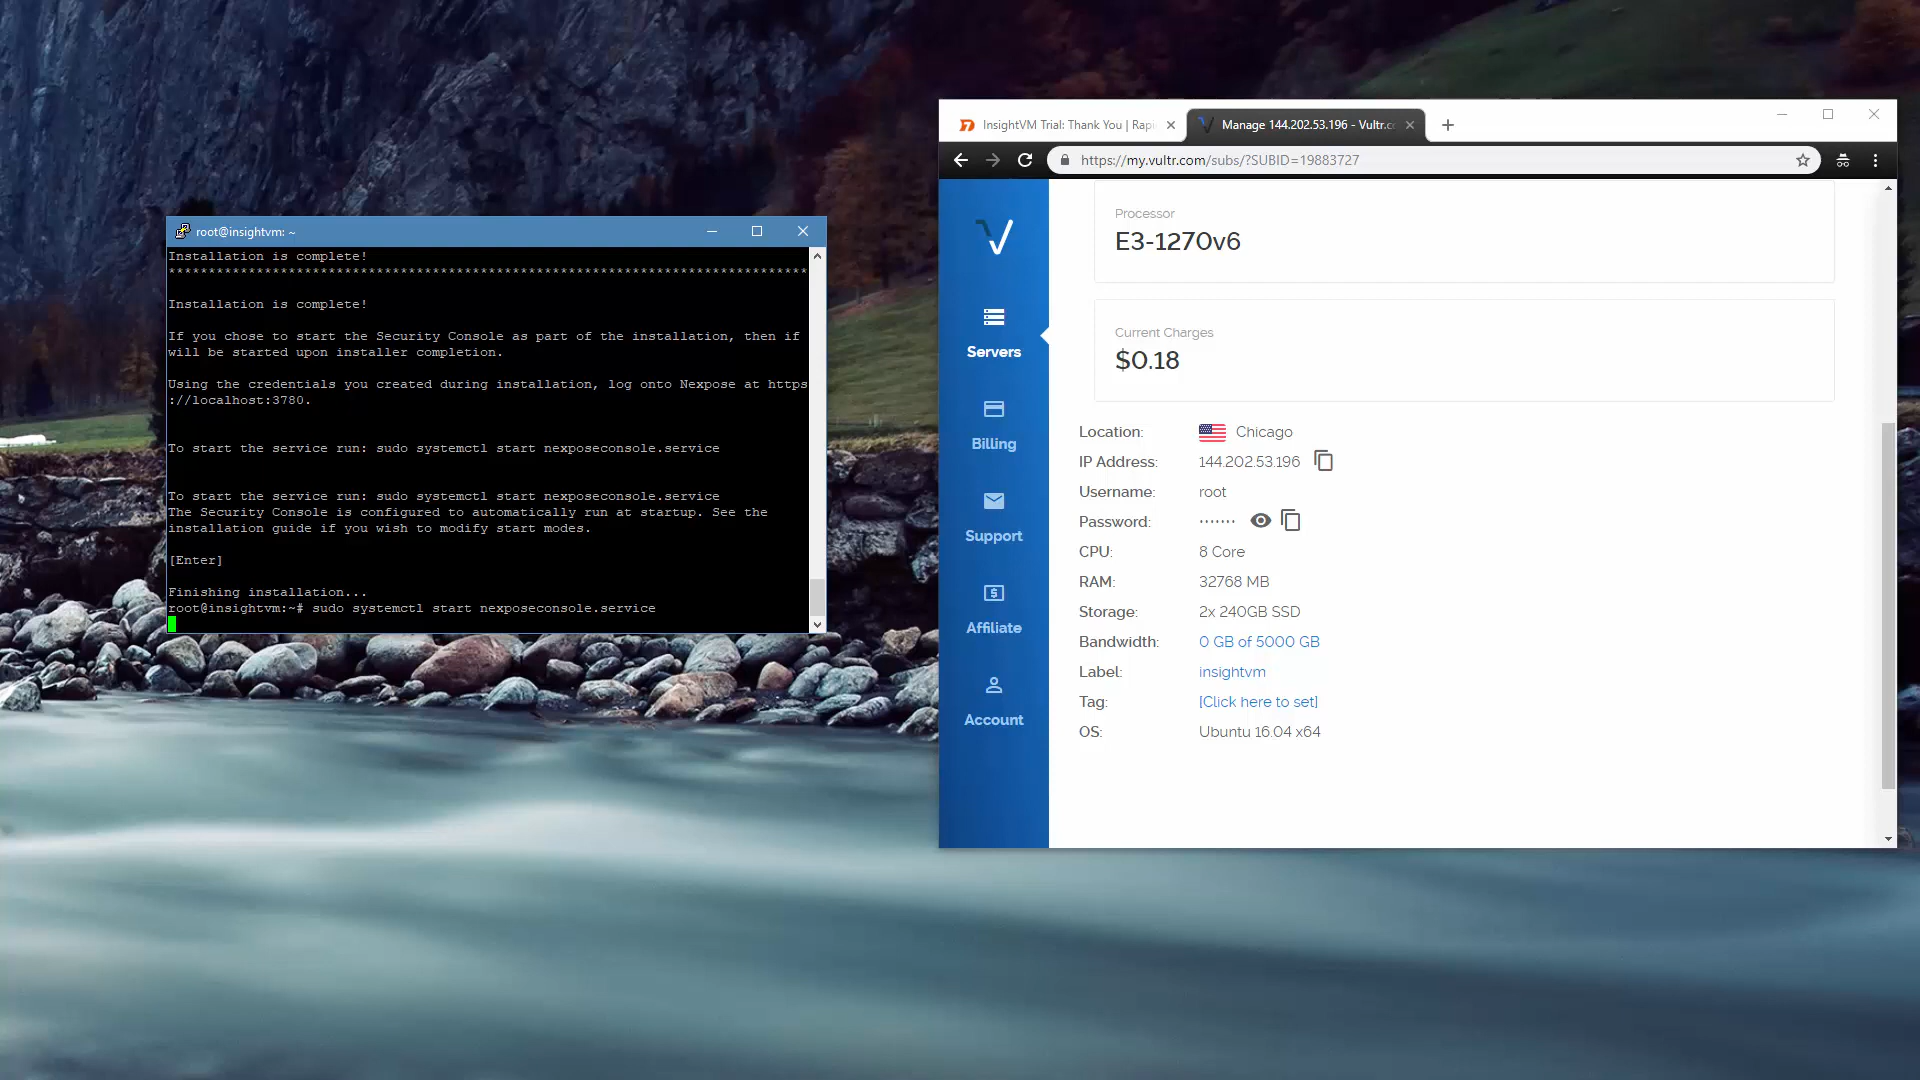 root@insightvm: ~
Installation is complete!
********************************************************************************
Installation is complete!
If you chose to start the Security Console as part of the installation, then if
will be started upon installer completion.
Using the credentials you created during installation, log onto Nexpose at https
://localhost:3780.
To start the service run: sudo systemctl start nexposeconsole.service
To start the service run: sudo systemctl start nexposeconsole.service
The Security Console is configured to automatically run at startup. See the
installation guide if you wish to modify start modes.
[Enter]
Finishing installation...
root@insightvm:~# sudo systemctl start nexposeconsole.service
InsightVM Trial: Thank You | Rapi
Manage 144.202.53.196 - Vultr.c
https://my.vultr.com/subs/?SUBID=19883727
Servers
Billing
Support
Affiliate
Account
Processor
E3-1270v6
Current Charges
$0.18
Location: Chicago
IP Address: 144.202.53.196
Username: root
Password: ·······
CPU: 8 Core
RAM: 32768 MB
Storage: 2x 240GB SSD
Bandwidth: 0 GB of 5000 GB
Label: insightvm
Tag: [Click here to set]
OS: Ubuntu 16.04 x64